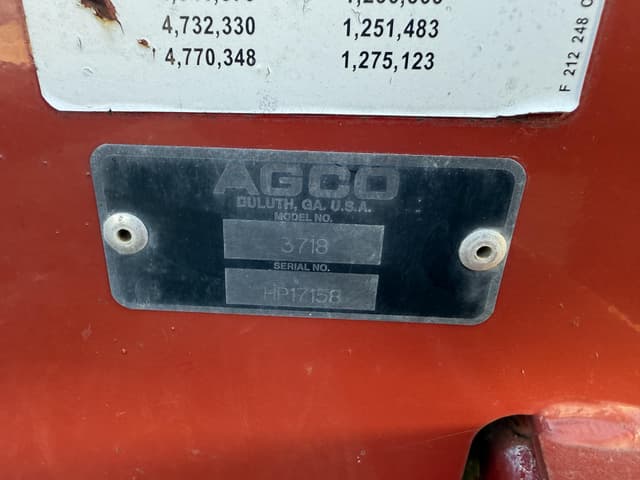 4,732,330 1,251,483
4,770,348 1,275,123
F 212 248 0
AGCO
DULUTH, GA. U.S.A.
MODEL NO.
3718
SERIAL NO.
HP17158